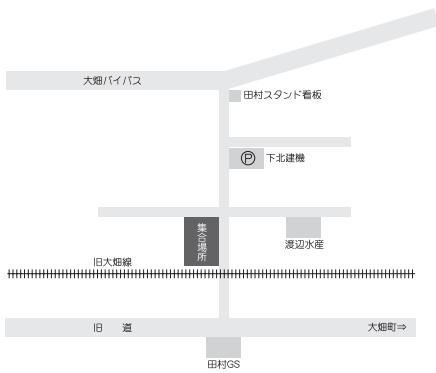 大畑バイパス
田村スタンド看板
Ⓟ 下北建機
集合場所
渡辺水産
旧大畑線
旧 道
大畑町⇒
田村GS